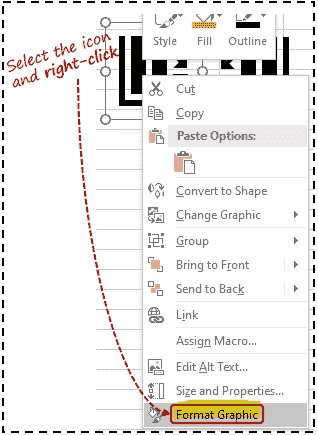 Style Fill Outline
Select the icon
and right-click
Cut
Copy
Paste Options:
Convert to Shape
Change Graphic
Group
Bring to Front
Send to Back
Link
Assign Macro...
Edit Alt Text...
Size and Properties...
Format Graphic